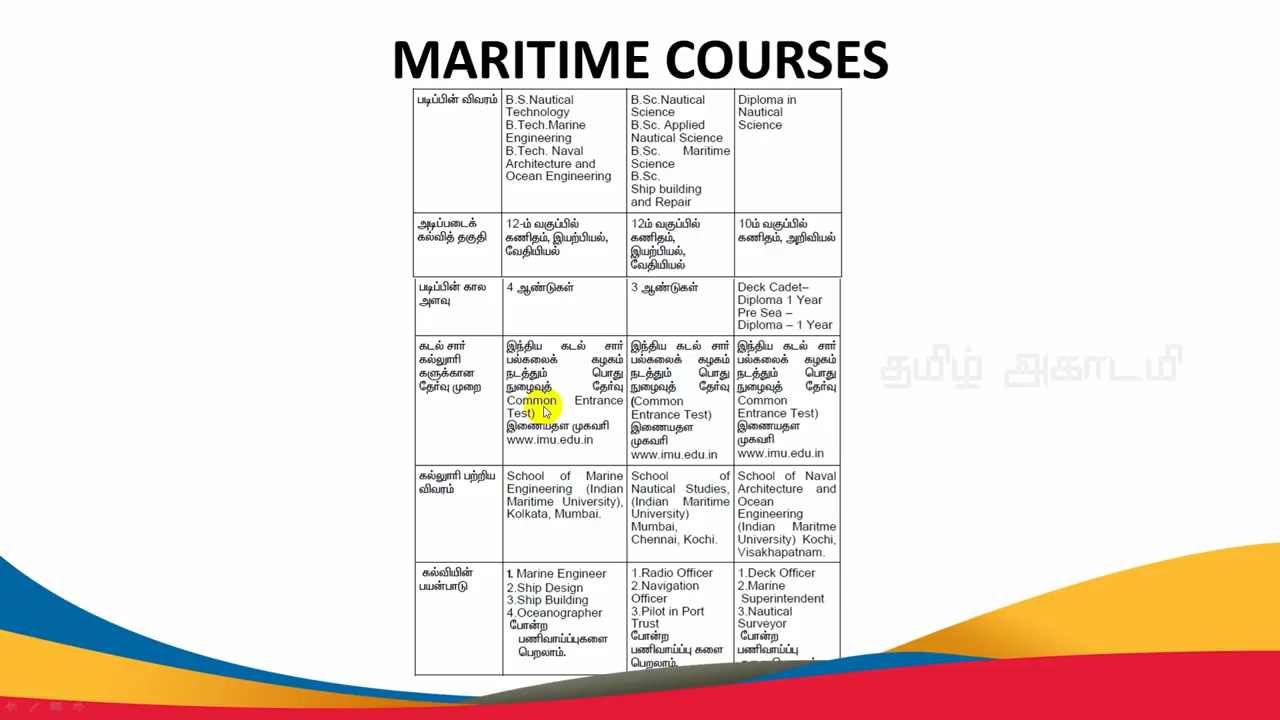 MARITIME COURSES
படிப்பின் விவரம்
B.S.Nautical
Technology
B.Tech.Marine
Engineering
B.Tech. Naval
Architecture and
Ocean Engineering
B.Sc.Nautical
Science
B.Sc. Applied
Nautical Science
B.Sc. Maritime
Science
B.Sc.
Ship building
and Repair
Diploma in
Nautical
Science
அடிப்படைக்
கல்வித் தகுதி
12-ம் வகுப்பில்
கணிதம், இயற்பியல்,
வேதியியல்
12ம் வகுப்பில்
கணிதம்,
இயற்பியல்,
வேதியியல்
10ம் வகுப்பில்
கணிதம், அறிவியல்
படிப்பின் கால
அளவு
4 ஆண்டுகள்
3 ஆண்டுகள்
Deck Cadet–
Diploma 1 Year
Pre Sea –
Diploma – 1 Year
கடல் சார்
கல்லூரி
களுக்கான
தேர்வு முறை
இந்திய கடல் சார்
பல்கலைக் கழகம்
நடத்தும் பொது
நுழைவுத் தேர்வு
Common Entrance
Test)
இணையதள முகவரி
www.imu.edu.in
இந்திய கடல் சார்
பல்கலைக் கழகம்
நடத்தும் பொது
நுழைவுத் தேர்வு
(Common
Entrance Test)
இணையதள
முகவரி
www.imu.edu.in
இந்திய கடல் சார்
பல்கலைக் கழகம்
நடத்தும் பொது
நுழைவுத் தேர்வு
Common
Entrance Test)
இணையதள
முகவரி
www.imu.edu.in
கல்லூரி பற்றிய
விவரம்
School of Marine
Engineering (Indian
Maritime University),
Kolkata, Mumbai.
School of
Nautical Studies,
(Indian Maritime
University)
Mumbai,
Chennai, Kochi.
School of Naval
Architecture and
Ocean
Engineering
(Indian Maritme
University) Kochi,
Visakhapatnam.
கல்வியின்
பயன்பாடு
1. Marine Engineer
2.Ship Design
3.Ship Building
4.Oceanographer
போன்ற
பணிவாய்ப்புகளை
பெறலாம்.
1.Radio Officer
2.Navigation
Officer
3.Pilot in Port
Trust
போன்ற
பணிவாய்ப்பு களை
பெறலாம்.
1.Deck Officer
2.Marine
Superintendent
3.Nautical
Surveyor
போன்ற
பணிவாய்ப்பு
தமிழ் அகாடமி